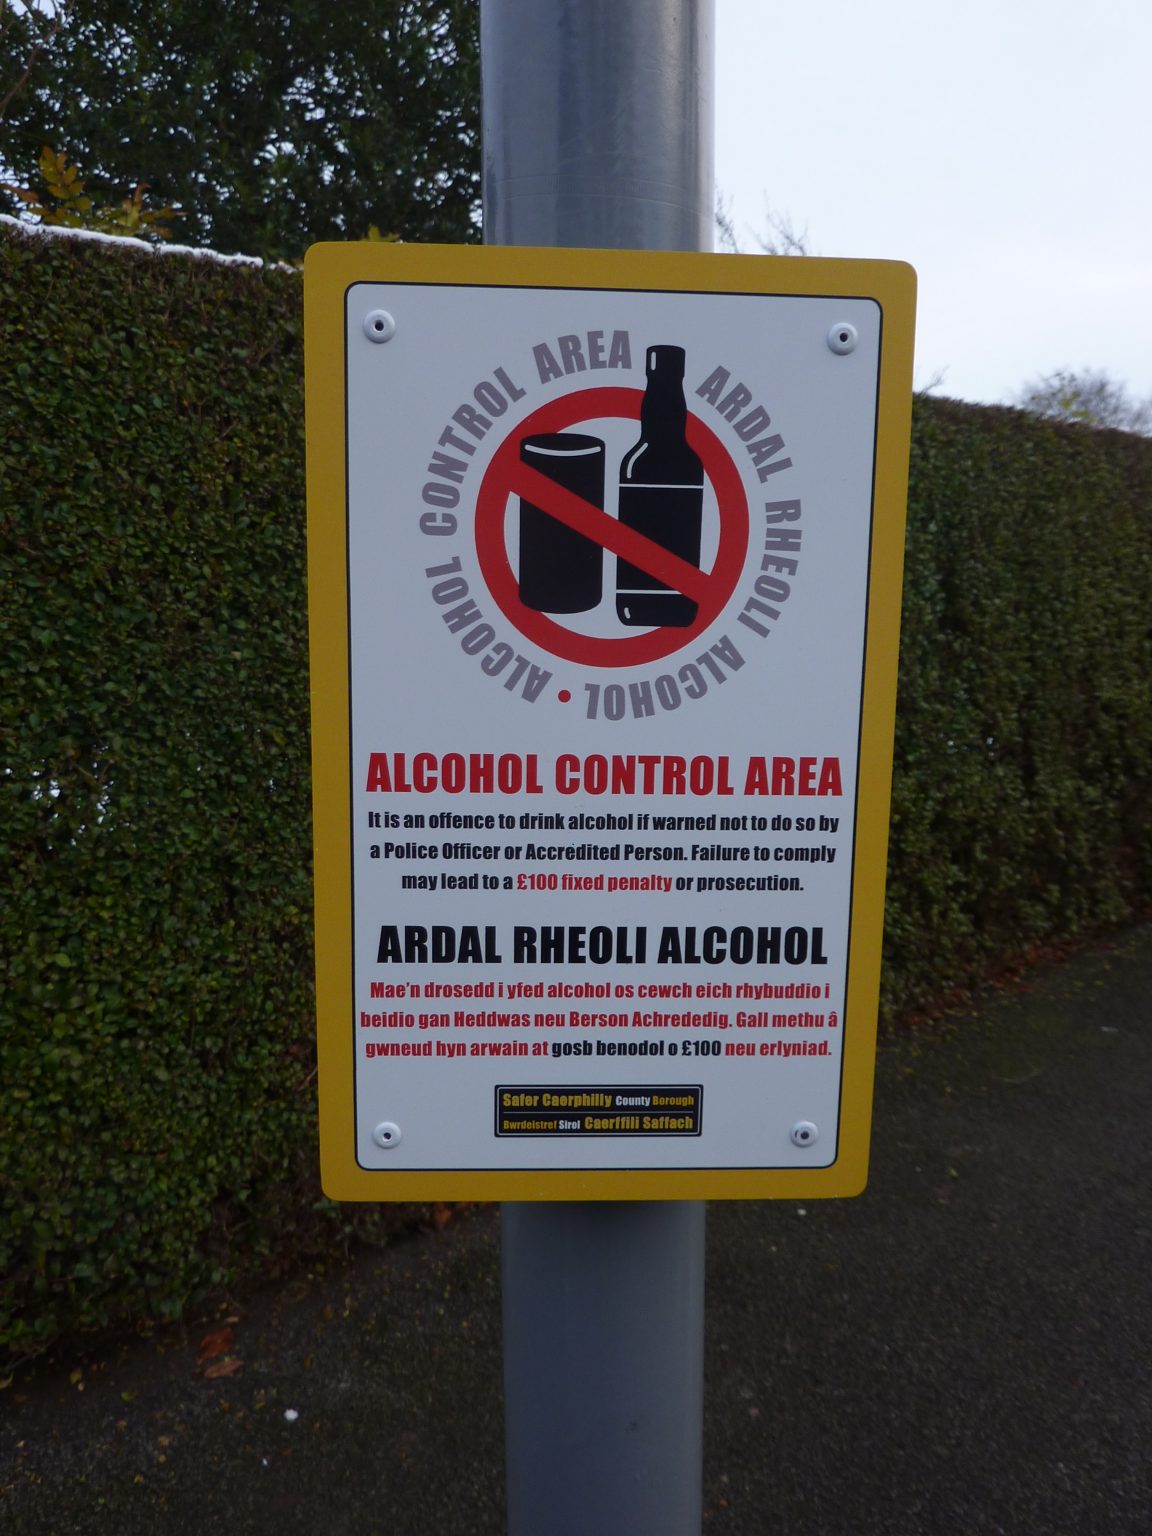 ALCOHOL CONTROL AREA
ARDAL RHEOLI ALCOHOL
ALCOHOL CONTROL AREA
It is an offence to drink alcohol if warned not to do so by
a Police Officer or Accredited Person. Failure to comply
may lead to a £100 fixed penalty or prosecution.
ARDAL RHEOLI ALCOHOL
Mae'n drosedd i yfed alcohol os cewch eich rhybuddio i
beidio gan Heddwas neu Berson Achrededig. Gall methu â
gwneud hyn arwain at gosb benodol o £100 neu erlyniad.
Safer Caerphilly County Borough
Bwrdeistref Sirol Caerffili Saffach